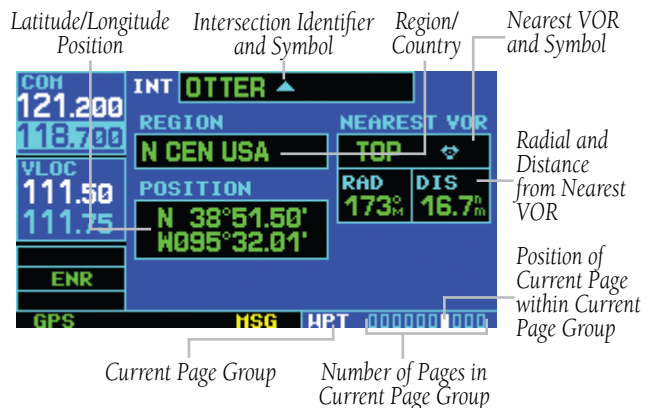 Latitude/Longitude
Position
Intersection Identifier
and Symbol
Region/
Country
Nearest VOR
and Symbol
COM
121.200
118.700
INT OTTER
REGION
N CEN USA
NEAREST VOR
TOP
VLOC
111.50
111.75
POSITION
N 38°51.50'
W095°32.01'
RAD
173°M
DIS
16.7nm
Radial and
Distance
from Nearest
VOR
ENR
GPS
MSG
WPT
Position of
Current Page
within Current
Page Group
Current Page Group
Number of Pages in
Current Page Group